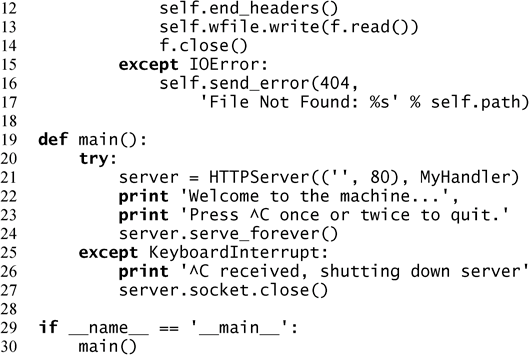 12 self.end_headers()
13 self.wfile.write(f.read())
14 f.close()
15 except IOError:
16 self.send_error(404,
17 'File Not Found: %s' % self.path)
18
19 def main():
20 try:
21 server = HTTPServer(('', 80), MyHandler)
22 print 'Welcome to the machine...',
23 print 'Press ^C once or twice to quit.'
24 server.serve_forever()
25 except KeyboardInterrupt:
26 print '^C received, shutting down server'
27 server.socket.close()
28
29 if __name__ == '__main__':
30 main()